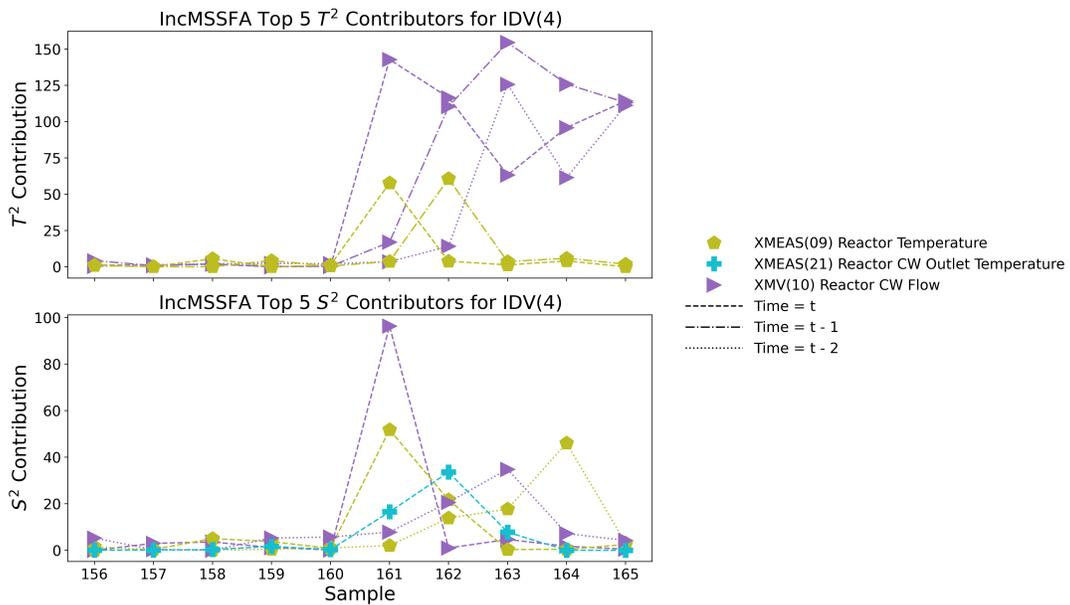 IncMSSFA Top 5 T² Contributors for IDV(4)
150
125
100
75
50
25
0
T² Contribution
IncMSSFA Top 5 S² Contributors for IDV(4)
100
80
60
40
20
0
S² Contribution
156 157 158 159 160 161 162 163 164 165
Sample
XMEAS(09) Reactor Temperature
XMEAS(21) Reactor CW Outlet Temperature
XMV(10) Reactor CW Flow
Time = t
Time = t - 1
Time = t - 2